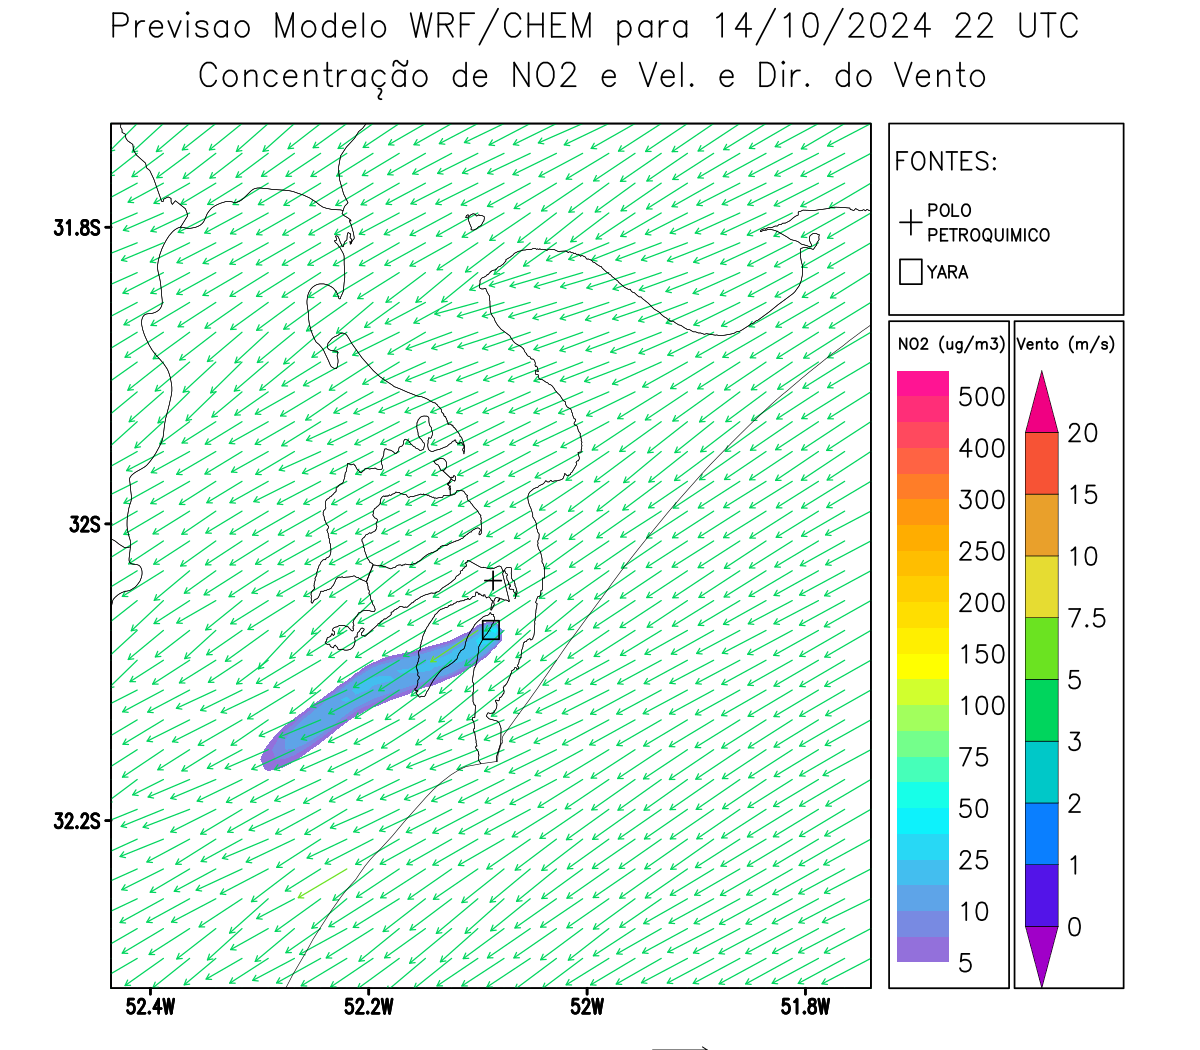 Previsao Modelo WRF/CHEM para 14/10/2024 22 UTC
Concentração de NO2 e Vel. e Dir. do Vento
FONTES:
POLO
PETROQUIMICO
YARA
NO2 (ug/m3)
500
400
300
250
200
150
100
75
50
25
10
5
Vento (m/s)
20
15
10
7.5
5
3
2
1
0
31.8S
32S
32.2S
52.4W
52.2W
52W
51.8W